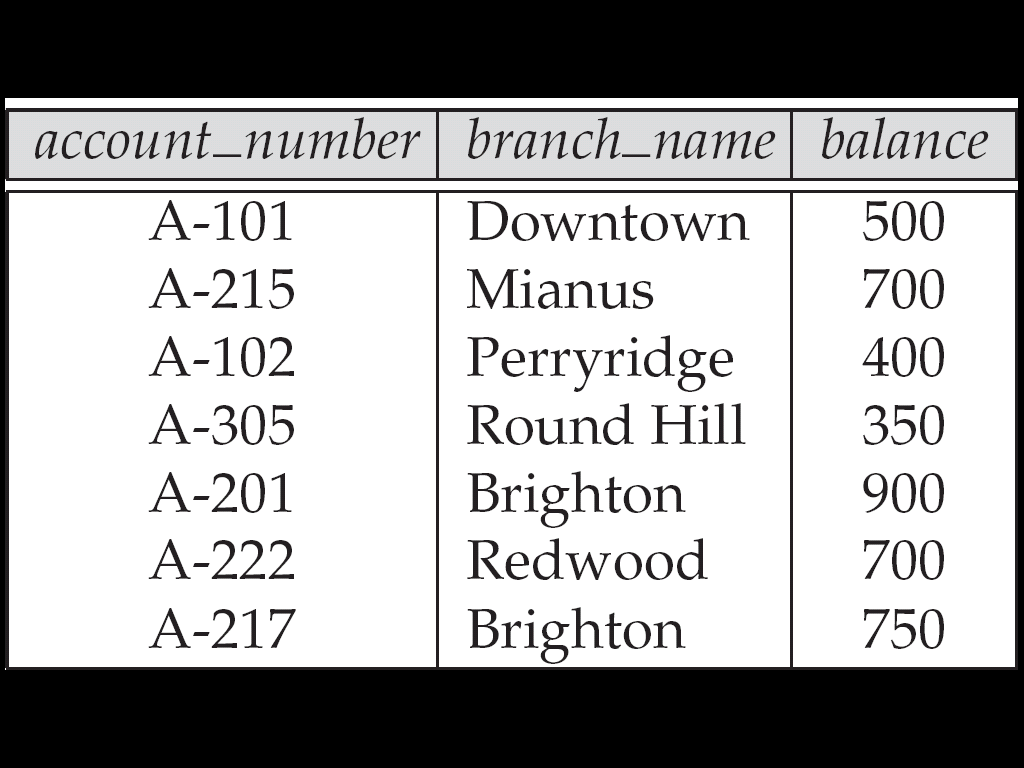 account_number branch_name balance
A-101 Downtown 500
A-215 Mianus 700
A-102 Perryridge 400
A-305 Round Hill 350
A-201 Brighton 900
A-222 Redwood 700
A-217 Brighton 750